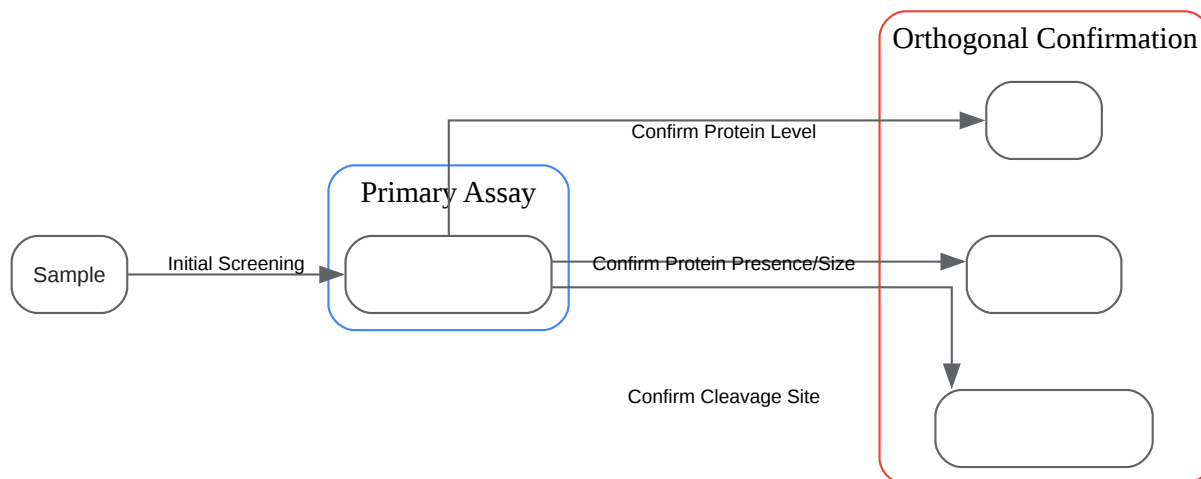 Orthogonal Confirmation
Confirm Protein Level
Primary Assay
Sample
Initial Screening
Confirm Protein Presence/Size
Confirm Cleavage Site